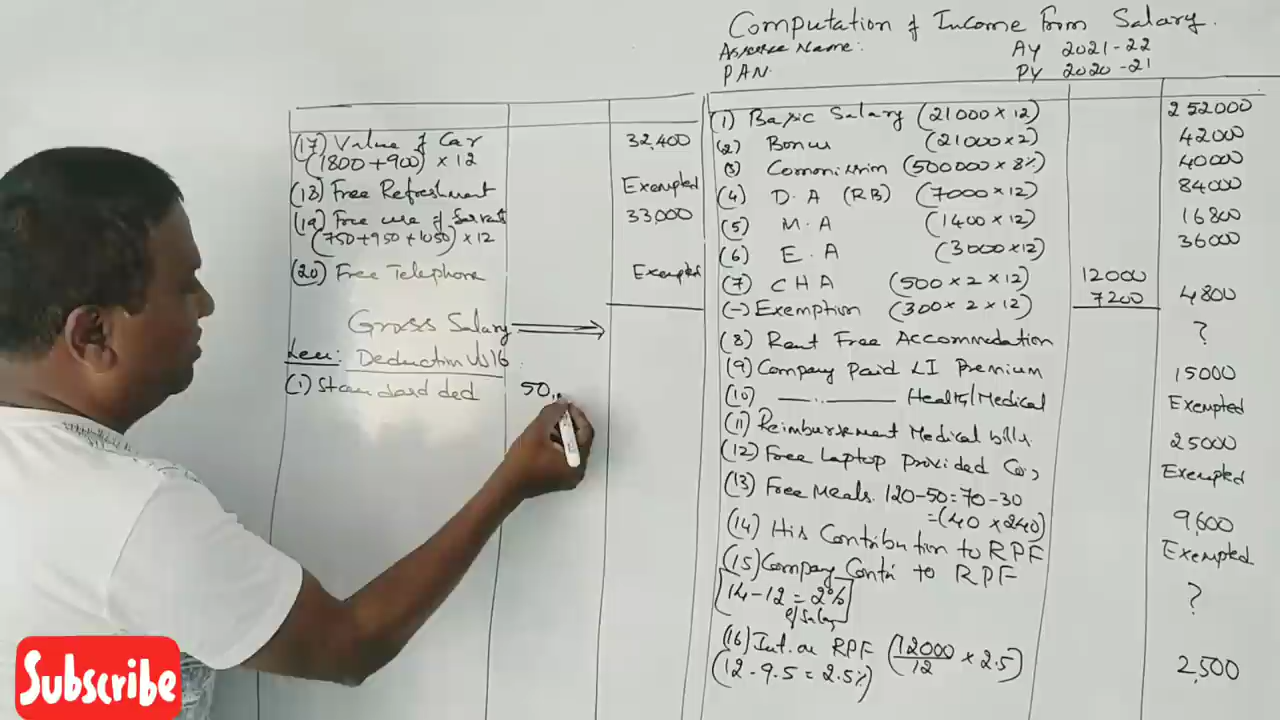 Computation of Income From Salary.
Assessee Name:
AY 2021-22
PAN.
PY 2020-21
(1) Basic Salary (21000 × 12) 252000
(2) Bonus (21000 × 2) 42000
(3) Commission (500000 × 8%) 40000
(4) D.A (RB) (7000 × 12) 84000
(5) M.A (1400 × 12) 16800
(6) E.A (3000 × 12) 36000
(7) CHA (500 × 2 × 12) 12000
(-) Exemption (300 × 2 × 12) 7200 4800
(8) Rent Free Accommodation ?
(9) Company Paid LI Premium 15000
(10) —〃— Health/Medical Exempted
(11) Reimbursement Medical bills. 25000
(12) Free Laptop Provided Co, Exempted
(13) Free Meals. 120-50=70-30
=(40 × 240) 9,600
(14) His Contribution to RPF Exempted
(15) Company Contri to RPF
[14-12 = 2% ?
of Salary]
(16) Int. on RPF (12000/12 × 2.5) 2,500
(12 - 9.5 = 2.5%)
(17) Value of Car 32,400
(1800+900) × 12
(18) Free Refreshment Exempted
(19) Free use of Servant 33,000
(750+950+1050) × 12
(20) Free Telephone Exempted
Gross Salary
Less: Deduction U/S 16
(1) Standard ded 50,
Subscribe